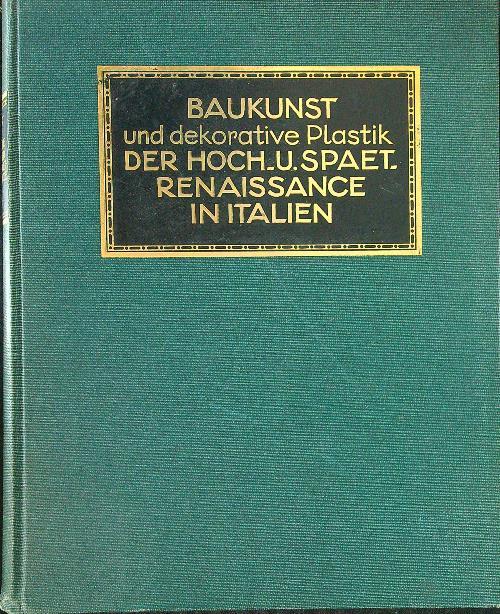 BAUKUNST
und dekorative Plastik
DER HOCH-U. SPAET-
RENAISSANCE
IN ITALIEN